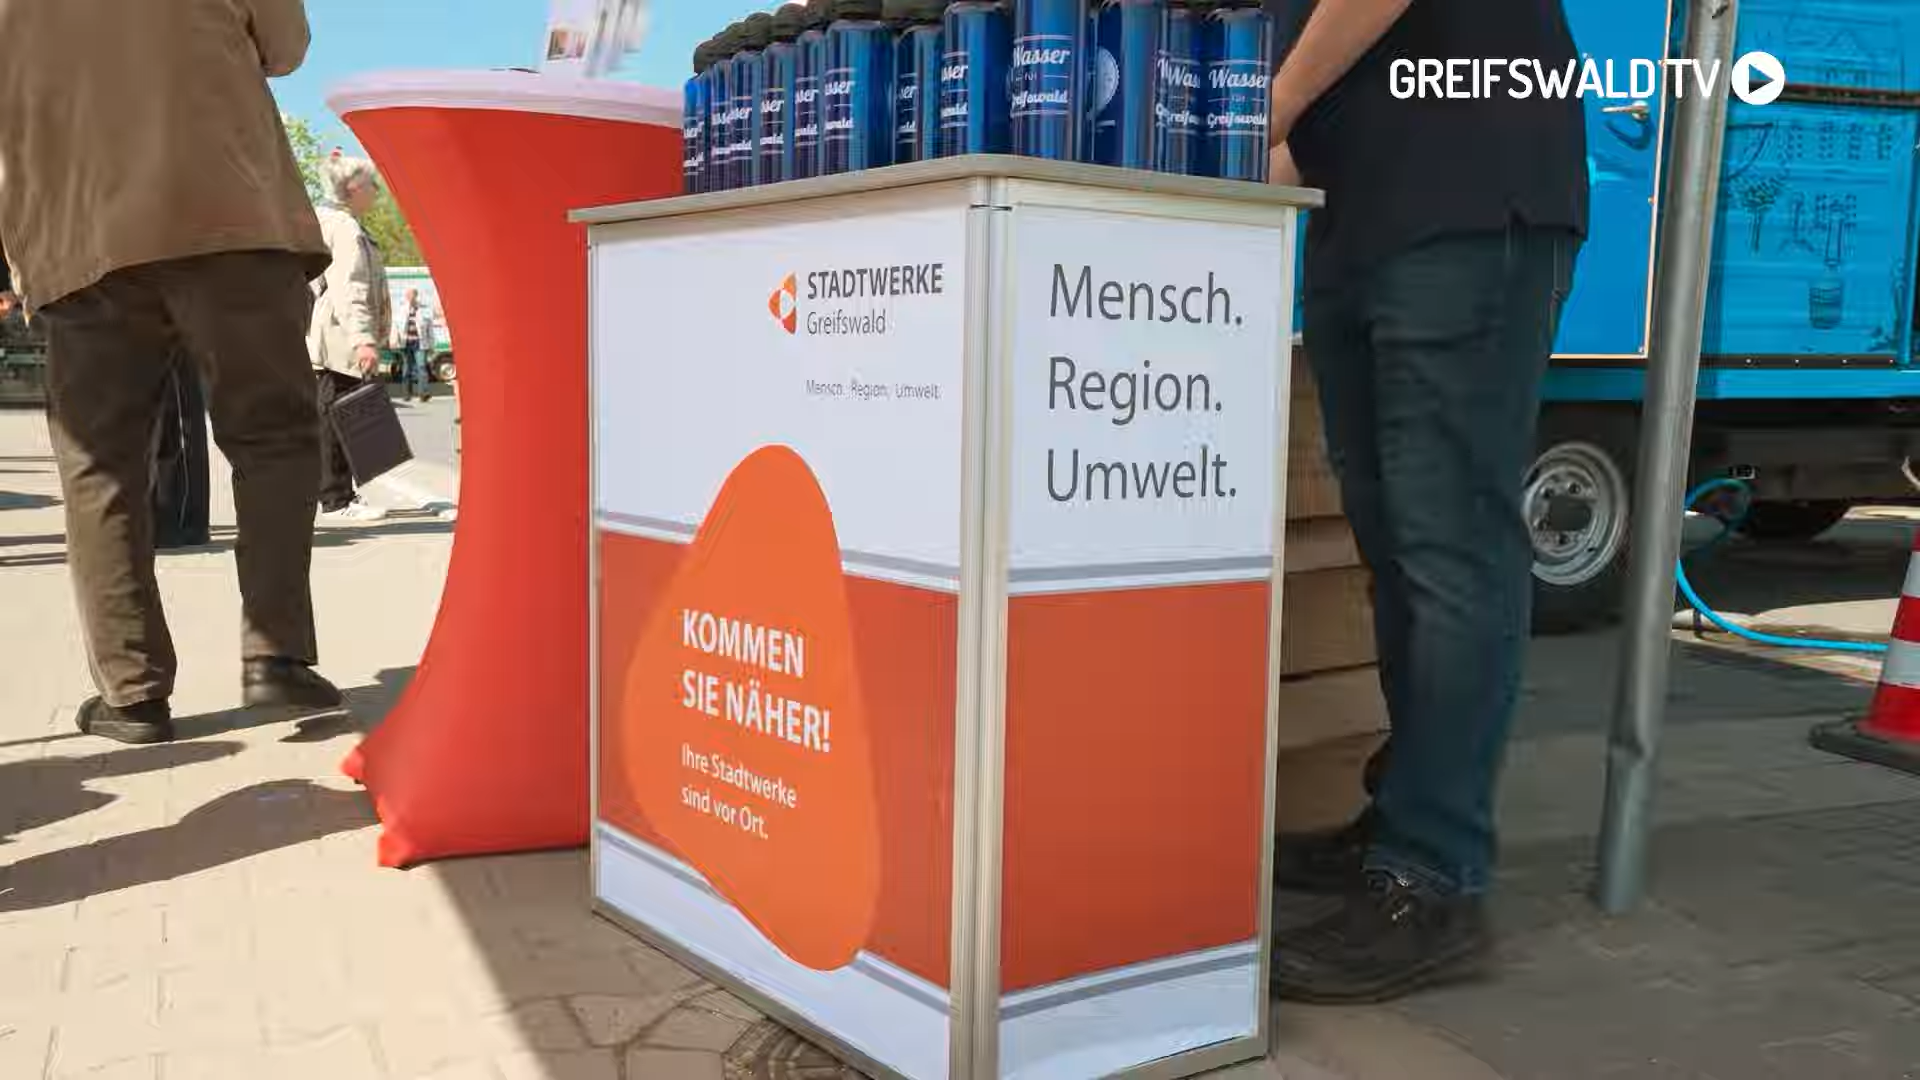 GREIFSWALD TV
Wasser
für
Greifswald
Wasser
für
Greifswald
STADTWERKE
Greifswald
Mensch. Region. Umwelt.
Mensch.
Region.
Umwelt.
KOMMEN
SIE NÄHER!
Ihre Stadtwerke
sind vor Ort.